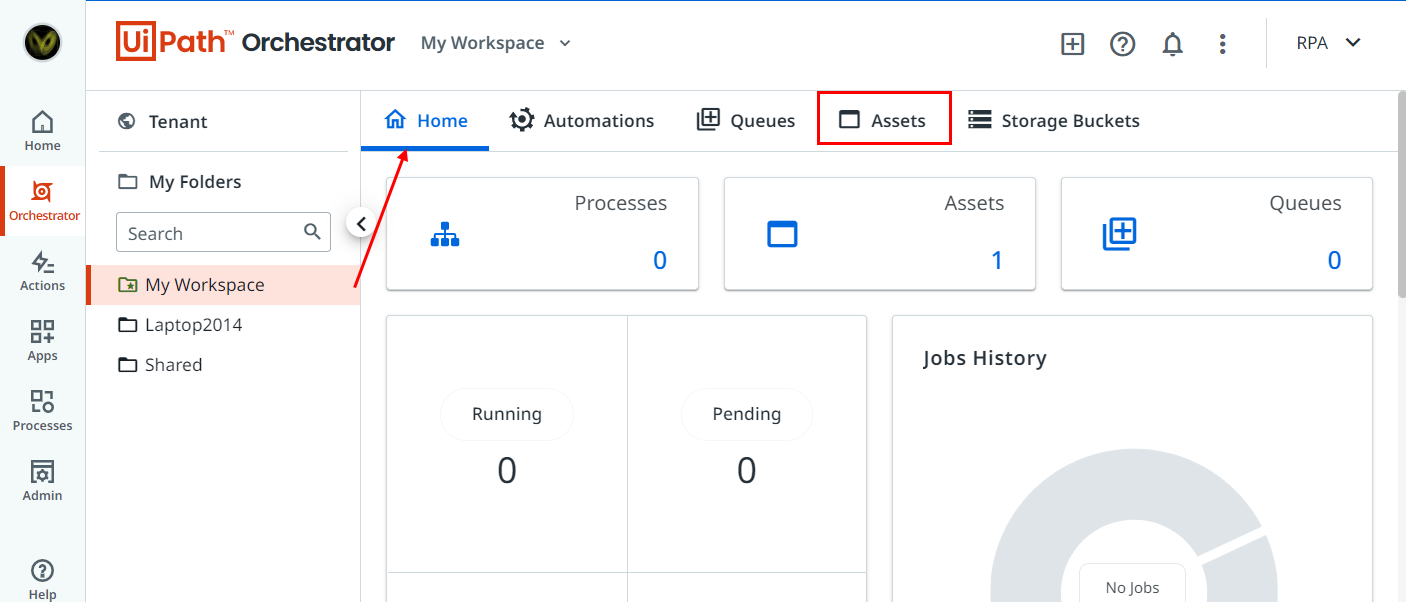 UiPath™ Orchestrator
My Workspace
RPA
Home
Orchestrator
Actions
Apps
Processes
Admin
Help
Tenant
My Folders
Search
My Workspace
Laptop2014
Shared
Home
Automations
Queues
Assets
Storage Buckets
Processes
0
Assets
1
Queues
0
Running
0
Pending
0
Jobs History
No Jobs